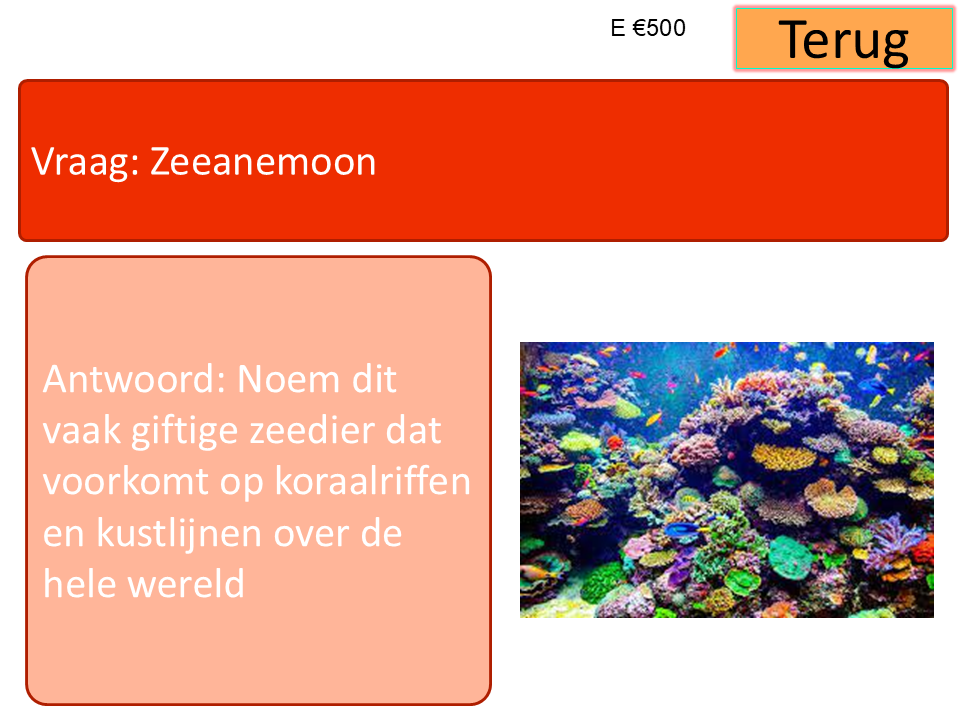 E €500
Terug
Vraag: Zeeanemoon
Antwoord: Noem dit
vaak giftige zeedier dat
voorkomt op koraalriffen
en kustlijnen over de
hele wereld